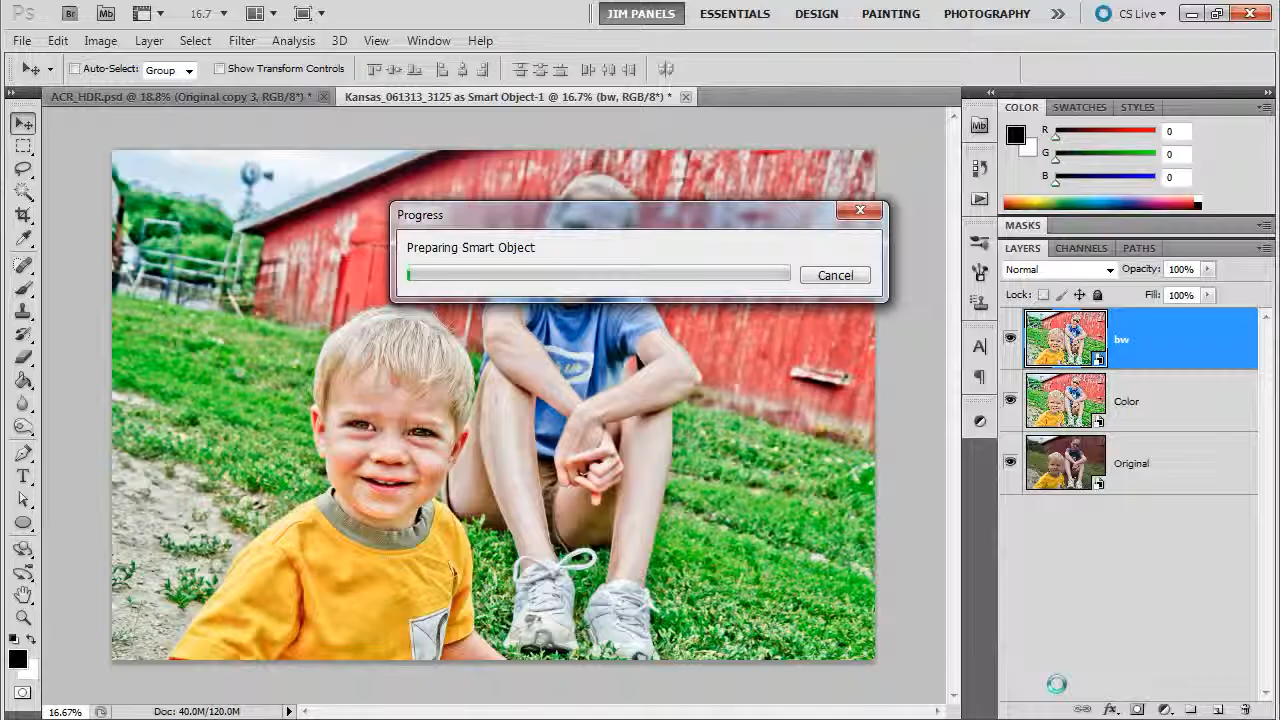 Ps Br Mb 16.7 JIM PANELS ESSENTIALS DESIGN PAINTING PHOTOGRAPHY CS Live
File Edit Image Layer Select Filter Analysis 3D View Window Help
Auto-Select: Group Show Transform Controls
ACR_HDR.psd @ 18.8% (Original copy 3, RGB/8*) * Kansas_061313_3125 as Smart Object-1 @ 16.7% (bw, RGB/8*) *
COLOR SWATCHES STYLES
Mb
R 0
G 0
B 0
Progress
Preparing Smart Object
Cancel
MASKS
LAYERS CHANNELS PATHS
Normal Opacity: 100%
Lock: Fill: 100%
bw
Color
Original
16.67% Doc: 40.0M/120.0M
fx